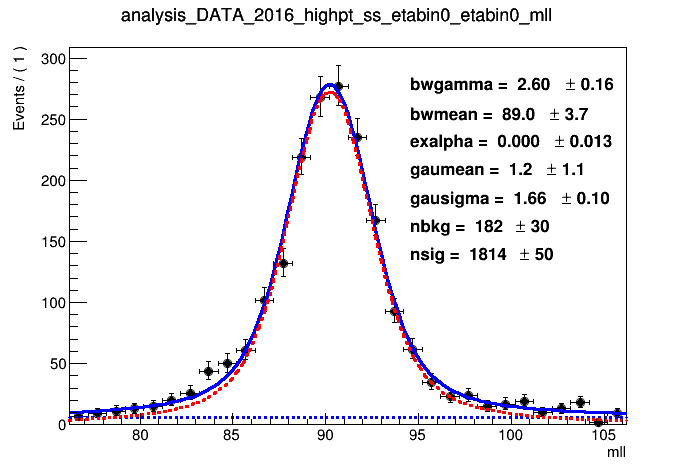 analysis_DATA_2016_highpt_ss_etabin0_etabin0_mll
Events / ( 1 )
300
250
200
150
100
50
0
bwgamma = 2.60 ± 0.16
bwmean = 89.0 ± 3.7
exalpha = 0.000 ± 0.013
gaumean = 1.2 ± 1.1
gausigma = 1.66 ± 0.10
nbkg = 182 ± 30
nsig = 1814 ± 50
80 85 90 95 100 105
mll